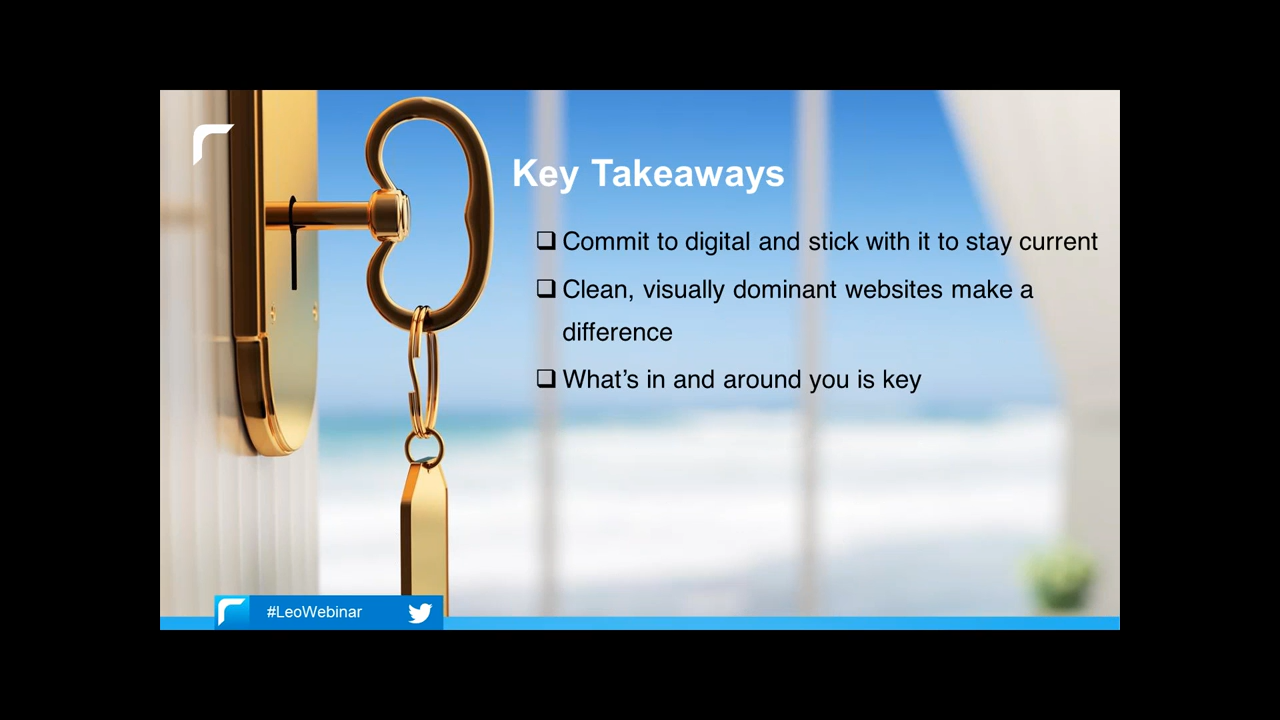 Key Takeaways
❑ Commit to digital and stick with it to stay current
❑ Clean, visually dominant websites make a
difference
❑ What’s in and around you is key
#LeoWebinar